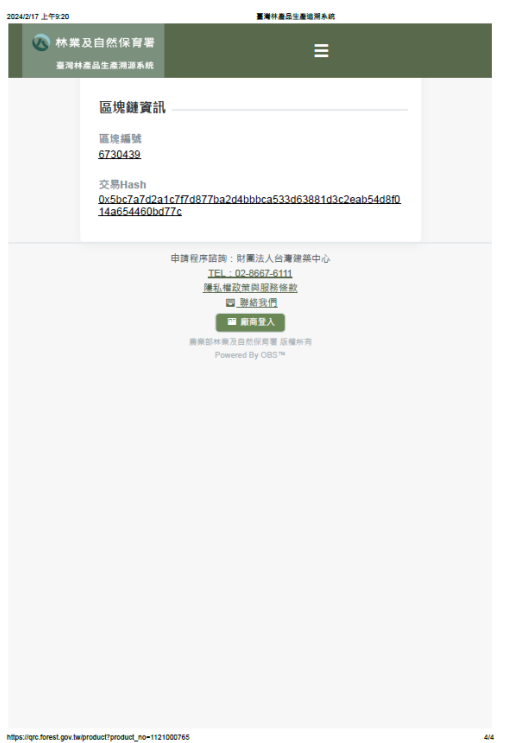 2024/2/17 上午9:20
臺灣林產品生產追溯系統
林業及自然保育署
臺灣林產品生產溯源系統
區塊鏈資訊
區塊編號
6730439
交易Hash
0x5bc7a7d2a1c7f7d877ba2d4bbbca533d63881d3c2eab54d8f0
14a654460bd77c
申請程序諮詢：財團法人台灣建築中心
TEL：02-8667-6111
隱私權政策與服務條款
聯絡我們
廠商登入
農業部林業及自然保育署 版權所有
Powered By OBS™
https://qrc.forest.gov.tw/product?product_no=1121000765
4/4